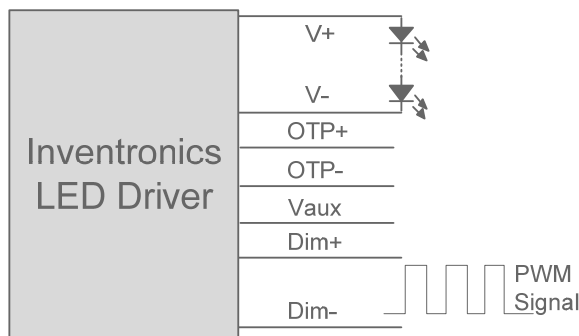 V+
V-
OTP+
OTP-
Inventronics
LED Driver
Vaux
Dim+
Dim-
PWM
Signal